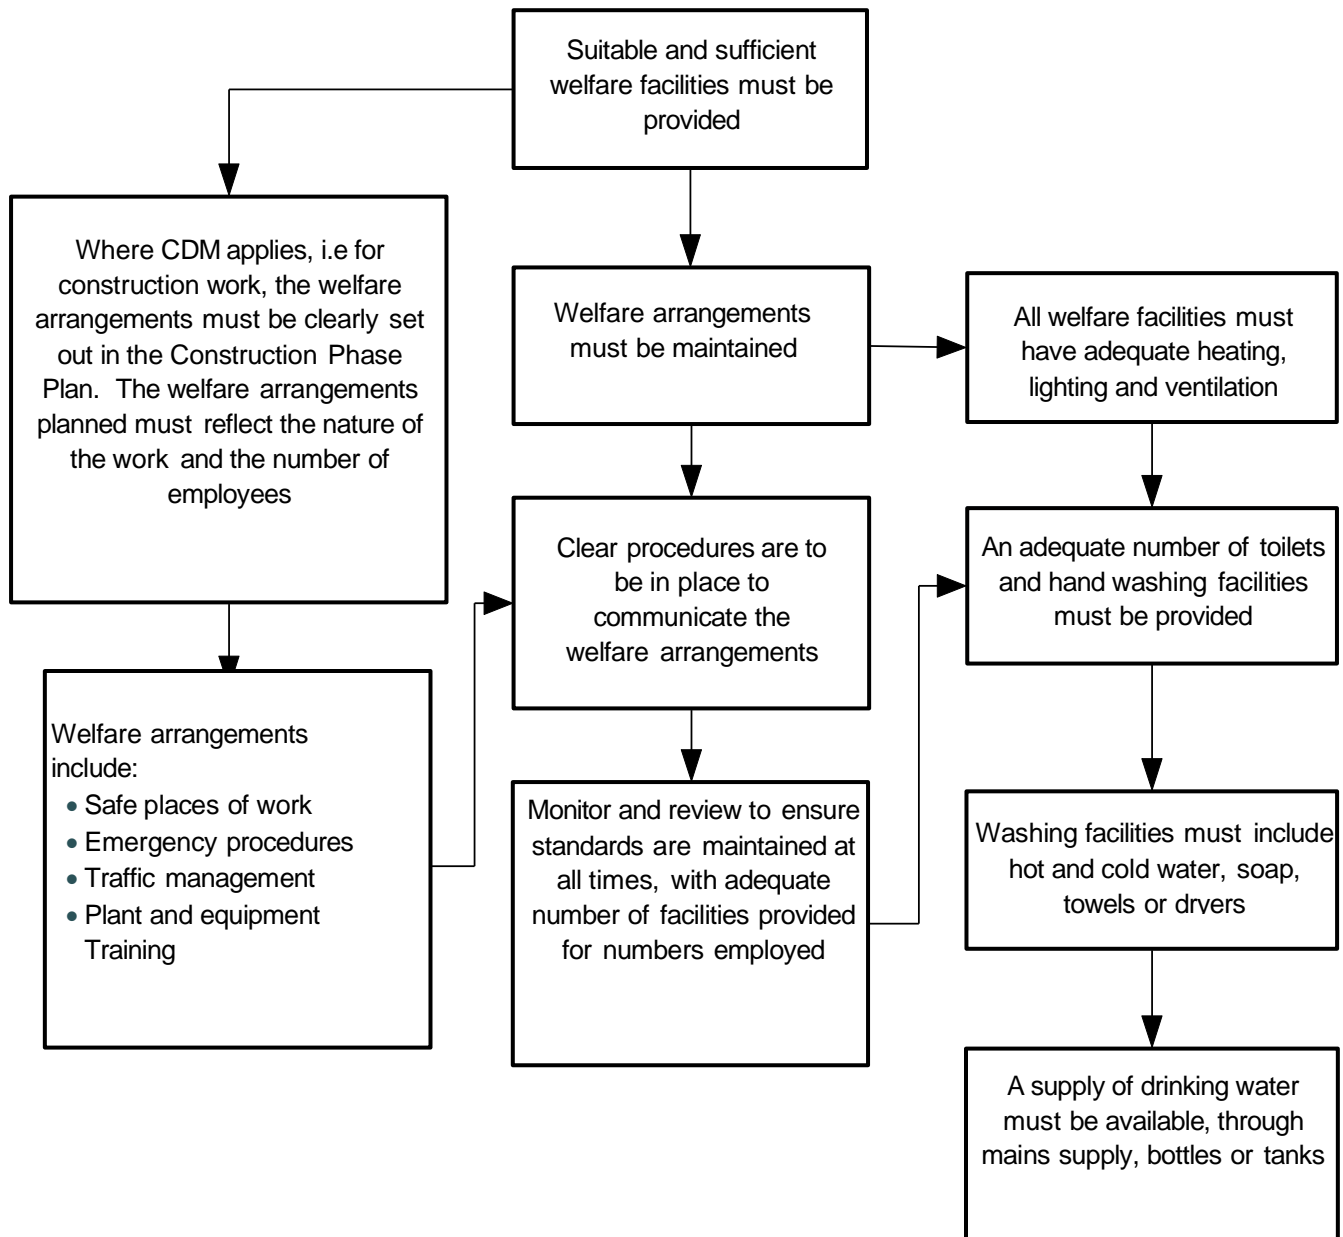 Suitable and sufficient
welfare facilities must be
provided
Where CDM applies, i.e for
construction work, the welfare
arrangements must be clearly set
out in the Construction Phase
Plan. The welfare arrangements
planned must reflect the nature of
the work and the number of
employees
Welfare arrangements
include:
• Safe places of work
• Emergency procedures
• Traffic management
• Plant and equipment
Training
Welfare arrangements
must be maintained
Clear procedures are to
be in place to
communicate the
welfare arrangements
Monitor and review to ensure
standards are maintained at
all times, with adequate
number of facilities provided
for numbers employed
All welfare facilities must
have adequate heating,
lighting and ventilation
An adequate number of toilets
and hand washing facilities
must be provided
Washing facilities must include
hot and cold water, soap,
towels or dryers
A supply of drinking water
must be available, through
mains supply, bottles or tanks